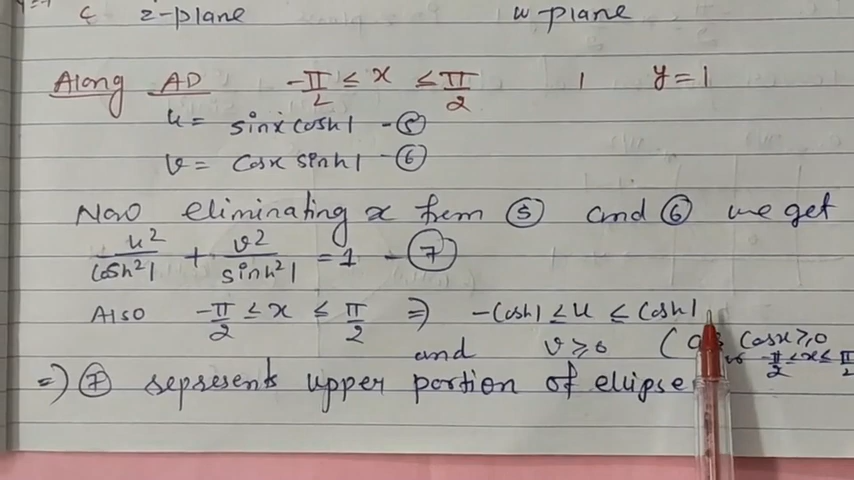 c z-plane w-plane
Along AD -π/2 ≤ x ≤ π/2 y=1
u= sinx cosh1 -⑤
v= cosx sinh1 -⑥
Now eliminating x from ⑤ and ⑥ we get
u²/cosh²1 + v²/sinh²1 = 1 -⑦
Also -π/2 ≤ x ≤ π/2 ⇒ -cosh1 ≤ u ≤ cosh1
and v≥0 (as cosx≥0
-π/2≤x≤π/2
⇒ ⑦ represents upper portion of ellipse